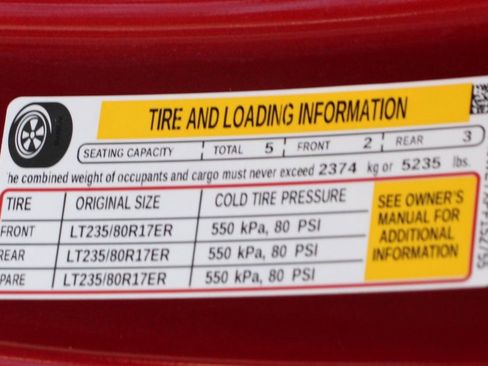 TIRE AND LOADING INFORMATION
SEATING CAPACITY TOTAL 5 FRONT 2 REAR 3
he combined weight of occupants and cargo must never exceed 2374 kg or 5235 lbs.
TIRE ORIGINAL SIZE COLD TIRE PRESSURE SEE OWNER'S
MANUAL FOR
ADDITIONAL
INFORMATION
FRONT LT235/80R17ER 550 kPa, 80 PSI
REAR LT235/80R17ER 550 kPa, 80 PSI
PARE LT235/80R17ER 550 kPa, 80 PSI